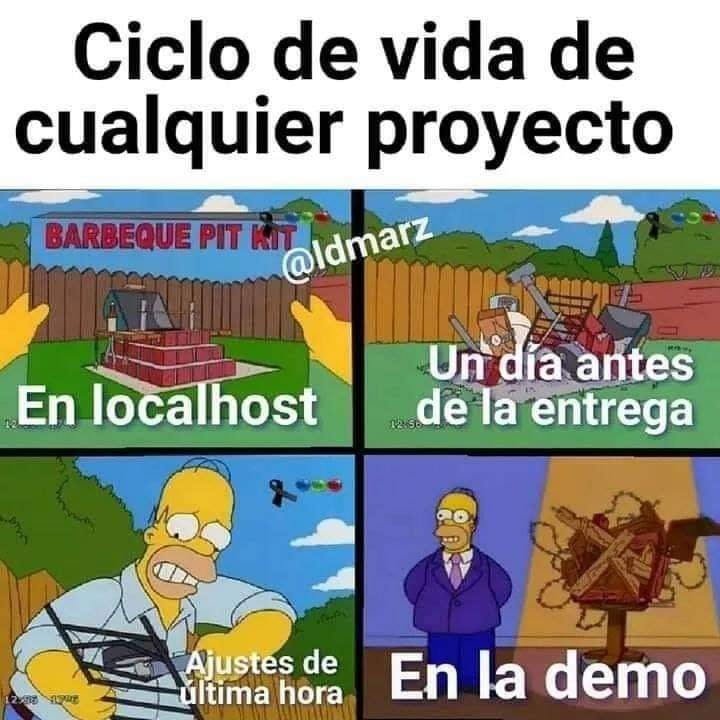 Ciclo de vida de
cualquier proyecto
BARBEQUE PIT KIT
@ldmarz
En localhost
Un día antes
de la entrega
Ajustes de
última hora
En la demo